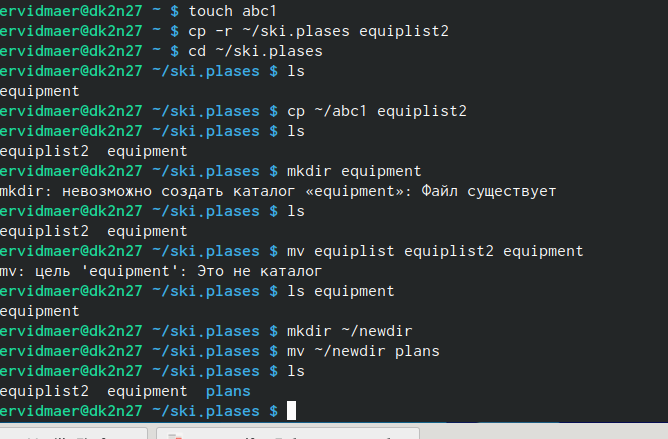 ervidmaer@dk2n27 ~ $ touch abc1
ervidmaer@dk2n27 ~ $ cp -r ~/ski.plases equiplist2
ervidmaer@dk2n27 ~ $ cd ~/ski.plases
ervidmaer@dk2n27 ~/ski.plases $ ls
equipment
ervidmaer@dk2n27 ~/ski.plases $ cp ~/abc1 equiplist2
ervidmaer@dk2n27 ~/ski.plases $ ls
equiplist2  equipment
ervidmaer@dk2n27 ~/ski.plases $ mkdir equipment
mkdir: невозможно создать каталог «equipment»: Файл существует
ervidmaer@dk2n27 ~/ski.plases $ ls
equiplist2  equipment
ervidmaer@dk2n27 ~/ski.plases $ mv equiplist equiplist2 equipment
mv: цель 'equipment': Это не каталог
ervidmaer@dk2n27 ~/ski.plases $ ls equipment
equipment
ervidmaer@dk2n27 ~/ski.plases $ mkdir ~/newdir
ervidmaer@dk2n27 ~/ski.plases $ mv ~/newdir plans
ervidmaer@dk2n27 ~/ski.plases $ ls
equiplist2  equipment  plans
ervidmaer@dk2n27 ~/ski.plases $